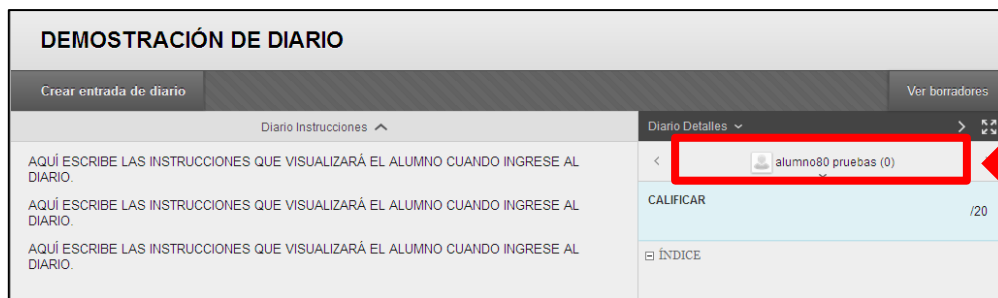 DEMOSTRACIÓN DE DIARIO
Crear entrada de diario
Ver borradores
Diario Instrucciones
Diario Detalles
AQUÍ ESCRIBE LAS INSTRUCCIONES QUE VISUALIZARÁ EL ALUMNO CUANDO INGRESE AL
DIARIO.
AQUÍ ESCRIBE LAS INSTRUCCIONES QUE VISUALIZARÁ EL ALUMNO CUANDO INGRESE AL
DIARIO.
AQUÍ ESCRIBE LAS INSTRUCCIONES QUE VISUALIZARÁ EL ALUMNO CUANDO INGRESE AL
DIARIO.
alumno80 pruebas (0)
CALIFICAR
/20
ÍNDICE